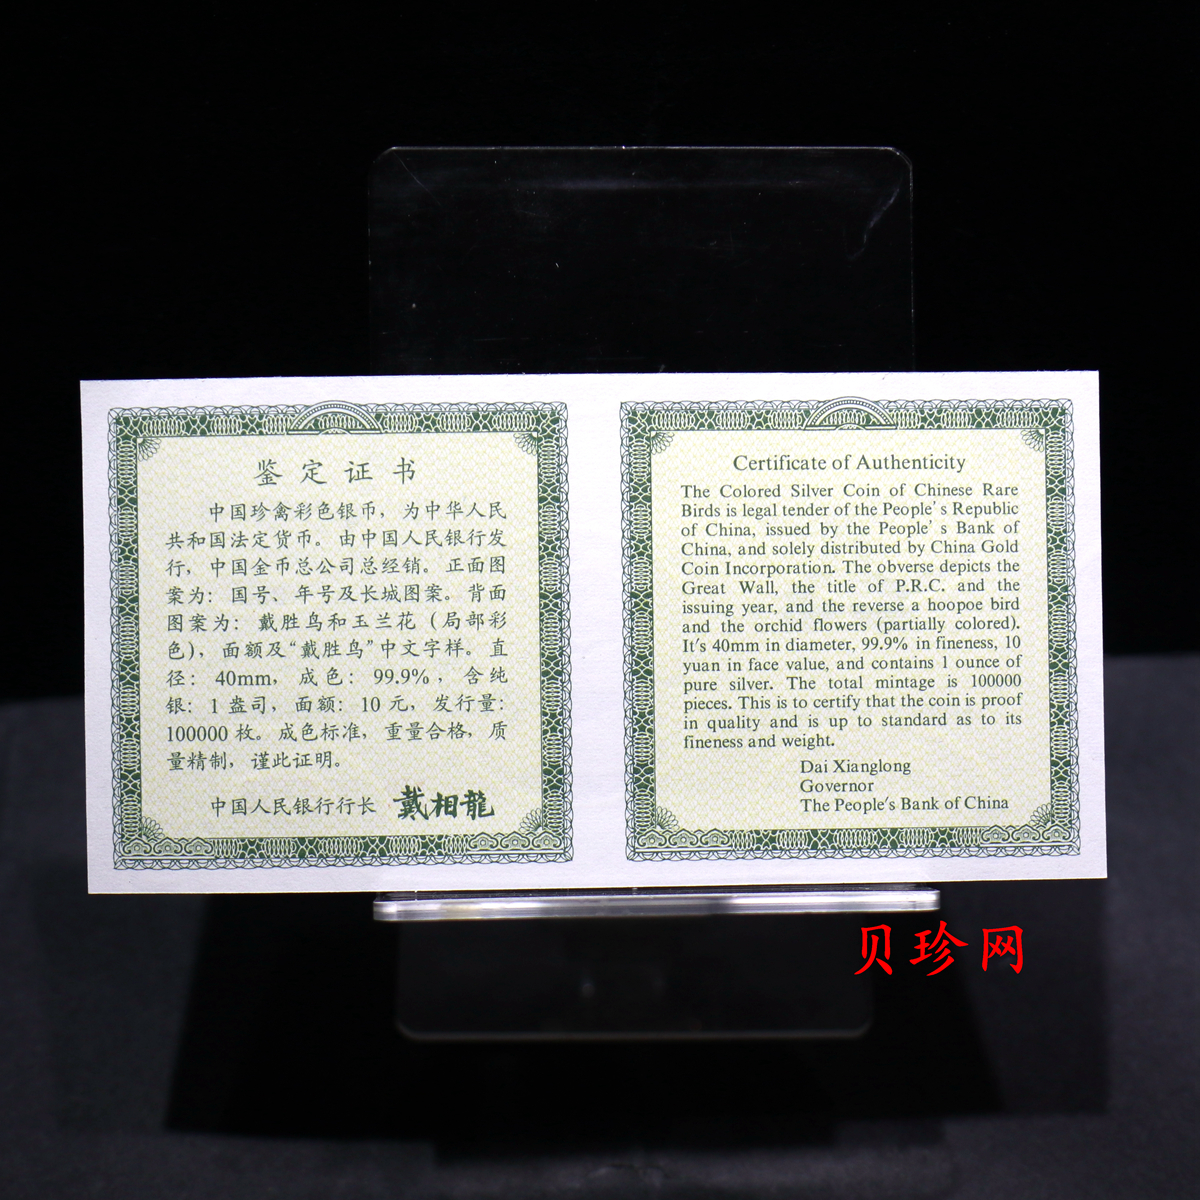 鉴定证书
中国珍禽彩色银币，为中华人民
共和国法定货币。由中国人民银行发
行，中国金币总公司总经销。正面图
案为：国号、年号及长城图案。背面
图案为：戴胜鸟和玉兰花（局部彩
色），面额及“戴胜鸟”中文字样。直
径：40mm，成色：99.9%，含纯
银：1盎司，面额：10元，发行量：
100000枚。成色标准，重量合格，质
量精制，谨此证明。
中国人民银行行长 戴相龍
Certificate of Authenticity
The Colored Silver Coin of Chinese Rare
Birds is legal tender of the People's Republic
of China, issued by the People's Bank of
China, and solely distributed by China Gold
Coin Incorporation. The obverse depicts the
Great Wall, the title of P.R.C. and the
issuing year, and the reverse a hoopoe bird
and the orchid flowers (partially colored).
It's 40mm in diameter, 99.9% in fineness, 10
yuan in face value, and contains 1 ounce of
pure silver. The total mintage is 100000
pieces. This is to certify that the coin is proof
in quality and is up to standard as to its
fineness and weight.
Dai Xianglong
Governor
The People's Bank of China
贝珍网